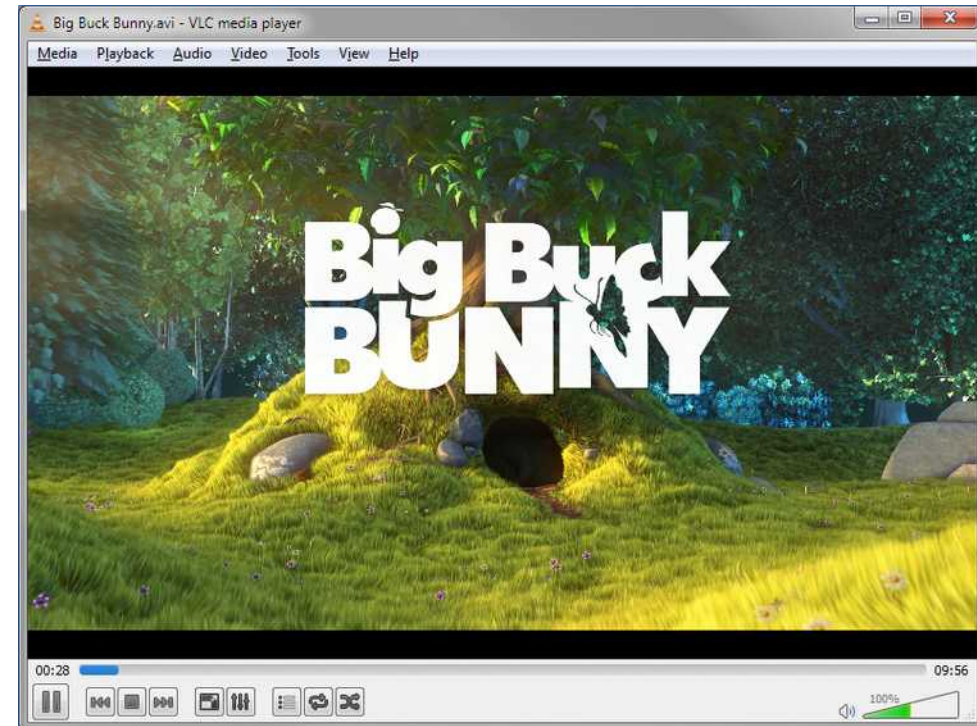 Big Buck Bunny.avi - VLC media player
Media Playback Audio Video Tools View Help
Big Buck
BUNNY
00:28 09:56
100%